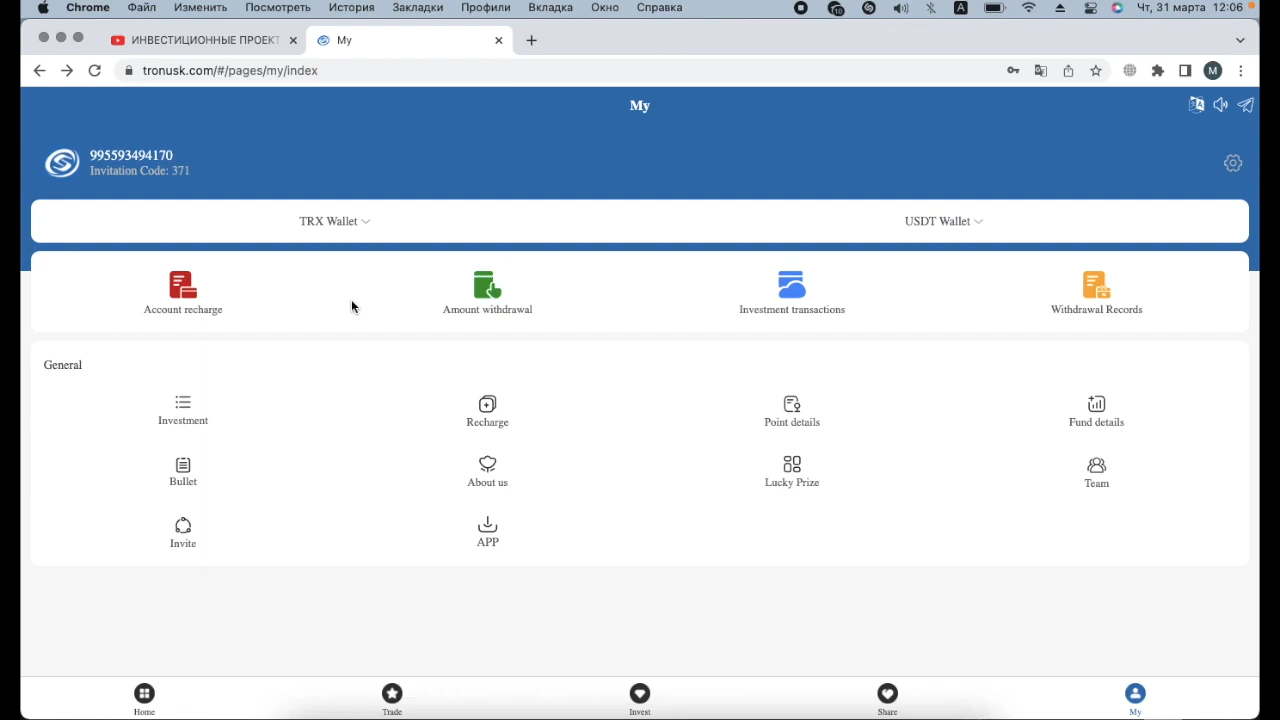 Chrome Файл Изменить Посмотреть История Закладки Профили Вкладка Окно Справка 10 A Чт, 31 марта 12:06
ИНВЕСТИЦИОННЫЕ ПРОЕКТ My
tronusk.com/#/pages/my/index M
My
995593494170
Invitation Code: 371
TRX Wallet USDT Wallet
Account recharge Amount withdrawal Investment transactions Withdrawal Records
General
Investment Recharge Point details Fund details
Bullet About us Lucky Prize Team
Invite APP
Home Trade Invest Share My